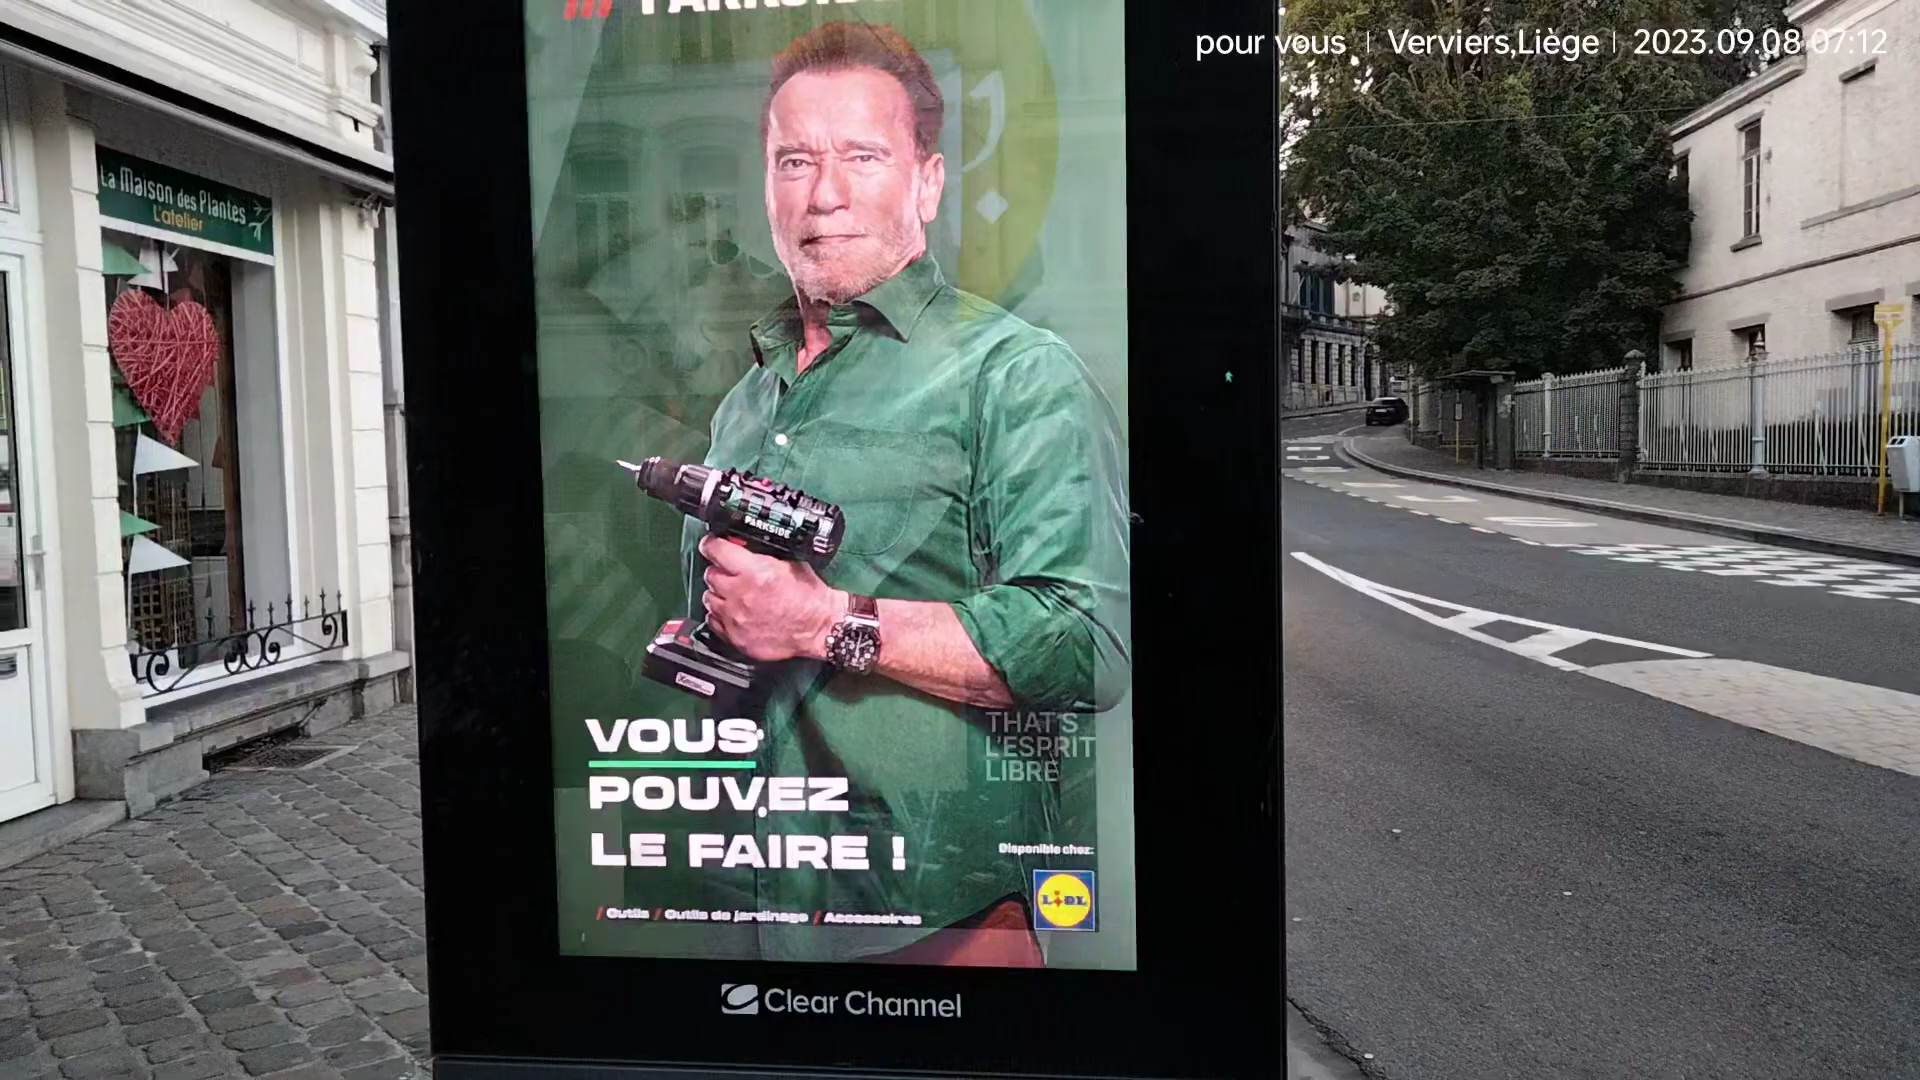 pour vous | Verviers,Liège | 2023.09.08 07:12
PARKSIDE
La Maison des Plantes
L'atelier
PARKSIDE
VOUS
POUVEZ
LE FAIRE !
THAT'S
L'ESPRIT
LIBRE
Disponible chez:
LIDL
/ Outils / Outils de jardinage / Accessoires
Clear Channel